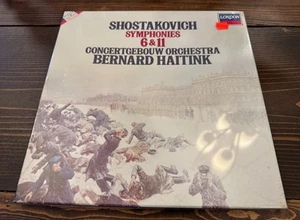 SHOSTAKOVICH
SYMPHONIES
6 & 11
CONCERTGEBOUW ORCHESTRA
BERNARD HAITINK
LONDON